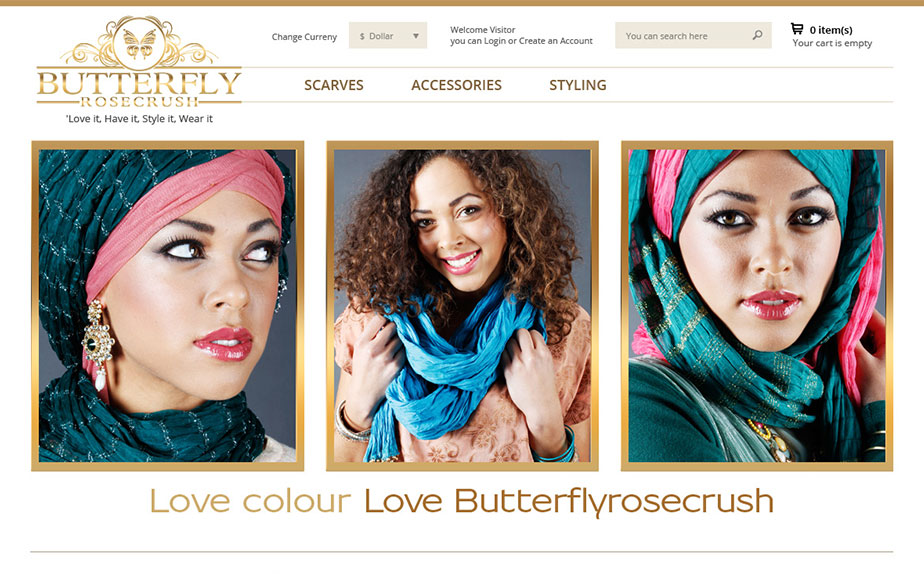 BUTTERFLY
ROSECRUSH
'Love it, Have it, Style it, Wear it
Change Curreny
$ Dollar
Welcome Visitor
you can Login or Create an Account
You can search here
0 item(s)
Your cart is empty
SCARVES
ACCESSORIES
STYLING
Love colour Love Butterflyrosecrush